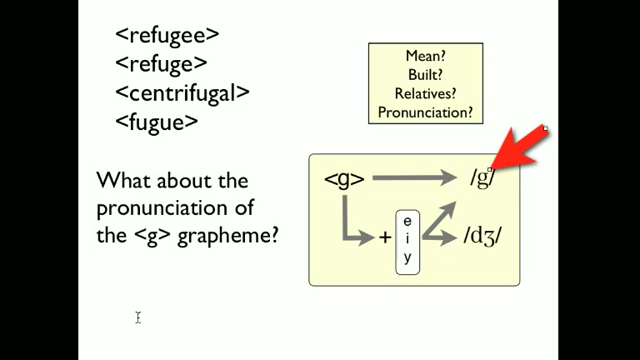 <refugee>
<refuge>
<centrifugal>
<fugue>
Mean?
Built?
Relatives?
Pronunciation?
What about the
pronunciation of
the <g> grapheme?
<g> /g/
+ e i y /dʒ/